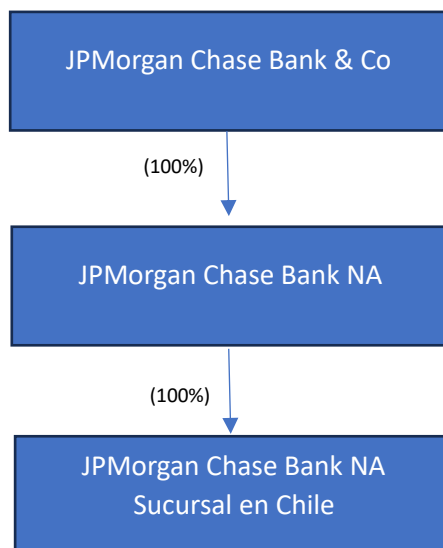 JPMorgan Chase Bank & Co
(100%)
JPMorgan Chase Bank NA
(100%)
JPMorgan Chase Bank NA
Sucursal en Chile